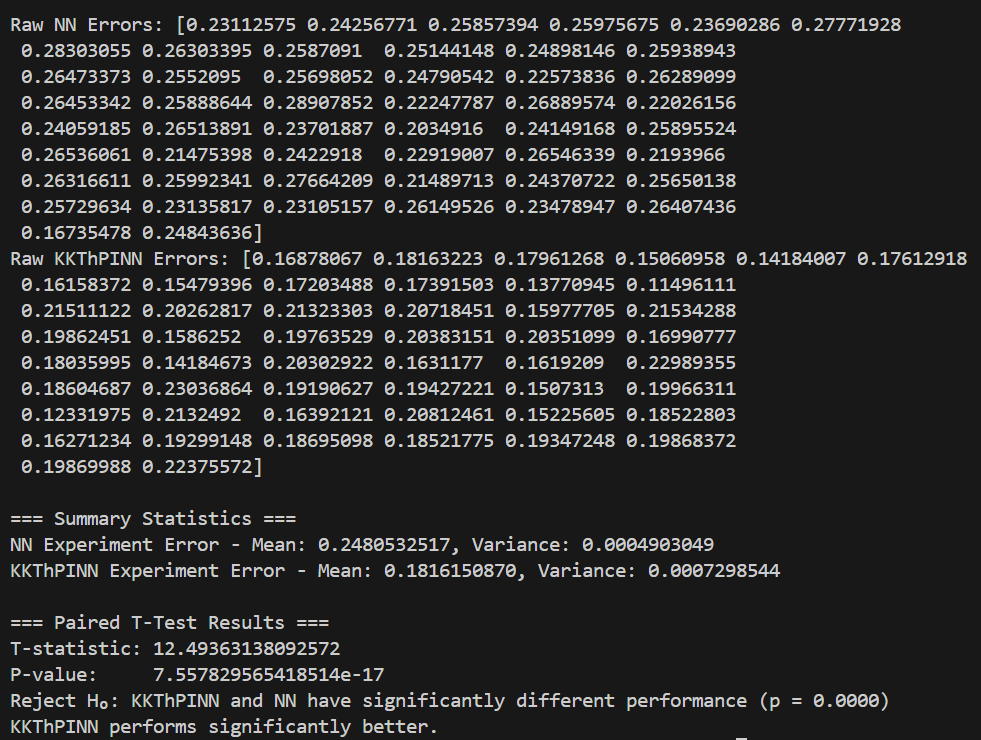 Raw NN Errors: [0.23112575 0.24256771 0.25857394 0.25975675 0.23690286 0.27771928
0.28303055 0.26303395 0.2587091  0.25144148 0.24898146 0.25938943
0.26473373 0.2552095  0.25698052 0.24790542 0.22573836 0.26289099
0.26453342 0.25888644 0.28907852 0.22247787 0.26889574 0.22026156
0.24059185 0.26513891 0.23701887 0.2034916  0.24149168 0.25895524
0.26536061 0.21475398 0.2422918  0.22919007 0.26546339 0.2193966
0.26316611 0.25992341 0.27664209 0.21489713 0.24370722 0.25650138
0.25729634 0.23135817 0.23105157 0.26149526 0.23478947 0.26407436
0.16735478 0.24843636]
Raw KKThPINN Errors: [0.16878067 0.18163223 0.17961268 0.15060958 0.14184007 0.17612918
0.16158372 0.15479396 0.17203488 0.17391503 0.13770945 0.11496111
0.21511122 0.20262817 0.21323303 0.20718451 0.15977705 0.21534288
0.19862451 0.1586252  0.19763529 0.20383151 0.20351099 0.16990777
0.18035995 0.14184673 0.20302922 0.1631177  0.1619209  0.22989355
0.18604687 0.23036864 0.19190627 0.19427221 0.1507313  0.19966311
0.12331975 0.2132492  0.16392121 0.20812461 0.15225605 0.18522803
0.16271234 0.19299148 0.18695098 0.18521775 0.19347248 0.19868372
0.19869988 0.22375572]
=== Summary Statistics ===
NN Experiment Error - Mean: 0.2480532517, Variance: 0.0004903049
KKThPINN Experiment Error - Mean: 0.1816150870, Variance: 0.0007298544
=== Paired T-Test Results ===
T-statistic: 12.49363138092572
P-value:     7.557829565418514e-17
Reject H₀: KKThPINN and NN have significantly different performance (p = 0.0000)
KKThPINN performs significantly better.